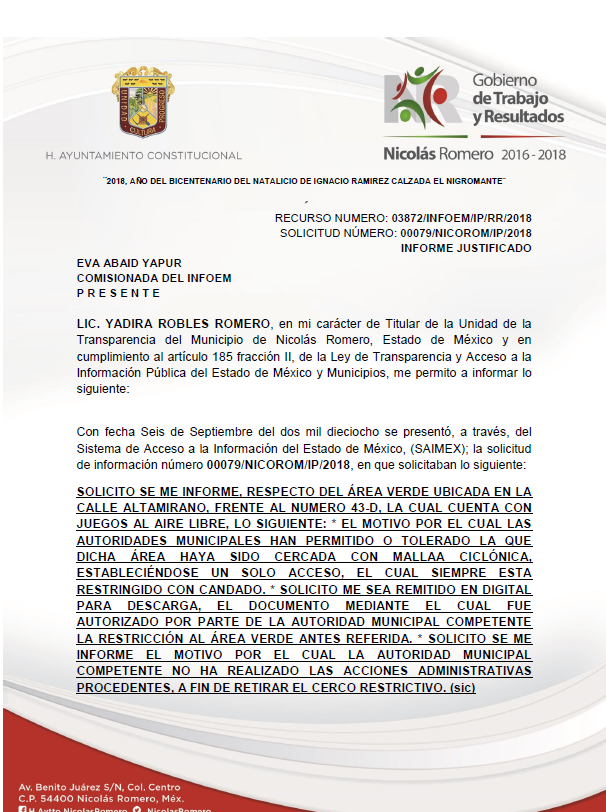 UNIDAD
PROGRESO
CULTURA
H. AYUNTAMIENTO CONSTITUCIONAL
NR
Gobierno
de Trabajo
y Resultados
Nicolás Romero 2016 - 2018
¨2018, AÑO DEL BICENTENARIO DEL NATALICIO DE IGNACIO RAMIREZ CALZADA EL NIGROMANTE¨
RECURSO NUMERO: 03872/INFOEM/IP/RR/2018
SOLICITUD NÚMERO: 00079/NICOROM/IP/2018
INFORME JUSTIFICADO
EVA ABAID YAPUR
COMISIONADA DEL INFOEM
P R E S E N T E
LIC. YADIRA ROBLES ROMERO, en mi carácter de Titular de la Unidad de la
Transparencia del Municipio de Nicolás Romero, Estado de México y en
cumplimiento al artículo 185 fracción II, de la Ley de Transparencia y Acceso a la
Información Pública del Estado de México y Municipios, me permito a informar lo
siguiente:
Con fecha Seis de Septiembre del dos mil dieciocho se presentó, a través, del
Sistema de Acceso a la Información del Estado de México, (SAIMEX); la solicitud
de información número 00079/NICOROM/IP/2018, en que solicitaban lo siguiente:
SOLICITO SE ME INFORME, RESPECTO DEL ÁREA VERDE UBICADA EN LA
CALLE ALTAMIRANO, FRENTE AL NUMERO 43-D, LA CUAL CUENTA CON
JUEGOS AL AIRE LIBRE, LO SIGUIENTE: * EL MOTIVO POR EL CUAL LAS
AUTORIDADES MUNICIPALES HAN PERMITIDO O TOLERADO LA QUE
DICHA ÁREA HAYA SIDO CERCADA CON MALLAA CICLÓNICA,
ESTABLECIÉNDOSE UN SOLO ACCESO, EL CUAL SIEMPRE ESTA
RESTRINGIDO CON CANDADO. * SOLICITO ME SEA REMITIDO EN DIGITAL
PARA DESCARGA, EL DOCUMENTO MEDIANTE EL CUAL FUE
AUTORIZADO POR PARTE DE LA AUTORIDAD MUNICIPAL COMPETENTE
LA RESTRICCIÓN AL ÁREA VERDE ANTES REFERIDA. * SOLICITO SE ME
INFORME EL MOTIVO POR EL CUAL LA AUTORIDAD MUNICIPAL
COMPETENTE NO HA REALIZADO LAS ACCIONES ADMINISTRATIVAS
PROCEDENTES, A FIN DE RETIRAR EL CERCO RESTRICTIVO. (sic)
Av. Benito Juárez S/N, Col. Centro
C.P. 54400 Nicolás Romero, Méx.
H.Aytto.NicolasRomero NicolasRomero